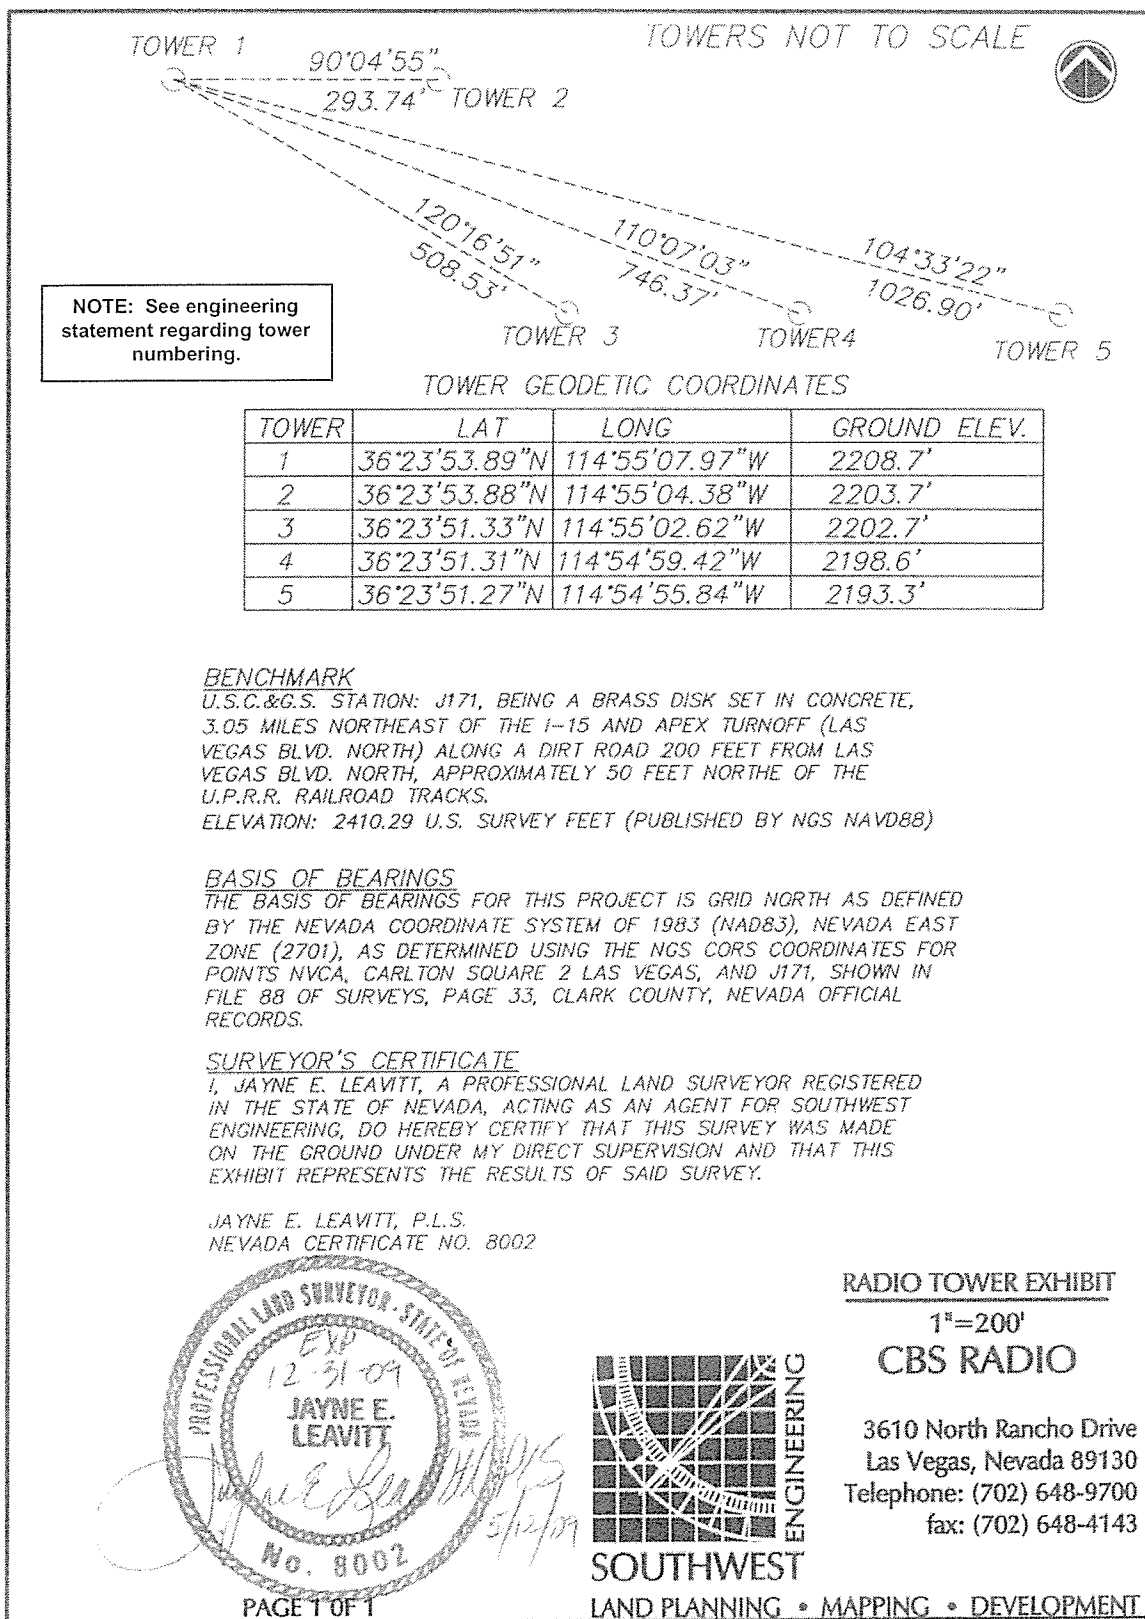 TOWERS NOT TO SCALE
TOWER 1
90°04'55"
293.74'
TOWER 2
120°16'51"
508.53'
110°07'03"
746.37'
104°33'22"
1026.90'
TOWER 3
TOWER4
TOWER 5
NOTE: See engineering
statement regarding tower
numbering.
TOWER GEODETIC COORDINATES
TOWER LAT LONG GROUND ELEV.
1 36°23'53.89"N 114°55'07.97"W 2208.7'
2 36°23'53.88"N 114°55'04.38"W 2203.7'
3 36°23'51.33"N 114°55'02.62"W 2202.7'
4 36°23'51.31"N 114°54'59.42"W 2198.6'
5 36°23'51.27"N 114°54'55.84"W 2193.3'
BENCHMARK
U.S.C.&G.S. STATION: J171, BEING A BRASS DISK SET IN CONCRETE,
3.05 MILES NORTHEAST OF THE I-15 AND APEX TURNOFF (LAS
VEGAS BLVD. NORTH) ALONG A DIRT ROAD 200 FEET FROM LAS
VEGAS BLVD. NORTH, APPROXIMATELY 50 FEET NORTHE OF THE
U.P.R.R. RAILROAD TRACKS.
ELEVATION: 2410.29 U.S. SURVEY FEET (PUBLISHED BY NGS NAVD88)
BASIS OF BEARINGS
THE BASIS OF BEARINGS FOR THIS PROJECT IS GRID NORTH AS DEFINED
BY THE NEVADA COORDINATE SYSTEM OF 1983 (NAD83), NEVADA EAST
ZONE (2701), AS DETERMINED USING THE NGS CORS COORDINATES FOR
POINTS NVCA, CARLTON SQUARE 2 LAS VEGAS, AND J171, SHOWN IN
FILE 88 OF SURVEYS, PAGE 33, CLARK COUNTY, NEVADA OFFICIAL
RECORDS.
SURVEYOR'S CERTIFICATE
I, JAYNE E. LEAVITT, A PROFESSIONAL LAND SURVEYOR REGISTERED
IN THE STATE OF NEVADA, ACTING AS AN AGENT FOR SOUTHWEST
ENGINEERING, DO HEREBY CERTIFY THAT THIS SURVEY WAS MADE
ON THE GROUND UNDER MY DIRECT SUPERVISION AND THAT THIS
EXHIBIT REPRESENTS THE RESULTS OF SAID SURVEY.
JAYNE E. LEAVITT, P.L.S.
NEVADA CERTIFICATE NO. 8002
PROFESSIONAL LAND SURVEYOR · STATE OF NEVADA
EXP
12-31-09
JAYNE E.
LEAVITT
Jayne E Leavitt PLS
5/12/09
No. 8002
PAGE 1 OF 1
SOUTHWEST
ENGINEERING
RADIO TOWER EXHIBIT
1"=200'
CBS RADIO
3610 North Rancho Drive
Las Vegas, Nevada 89130
Telephone: (702) 648-9700
fax: (702) 648-4143
LAND PLANNING • MAPPING • DEVELOPMENT